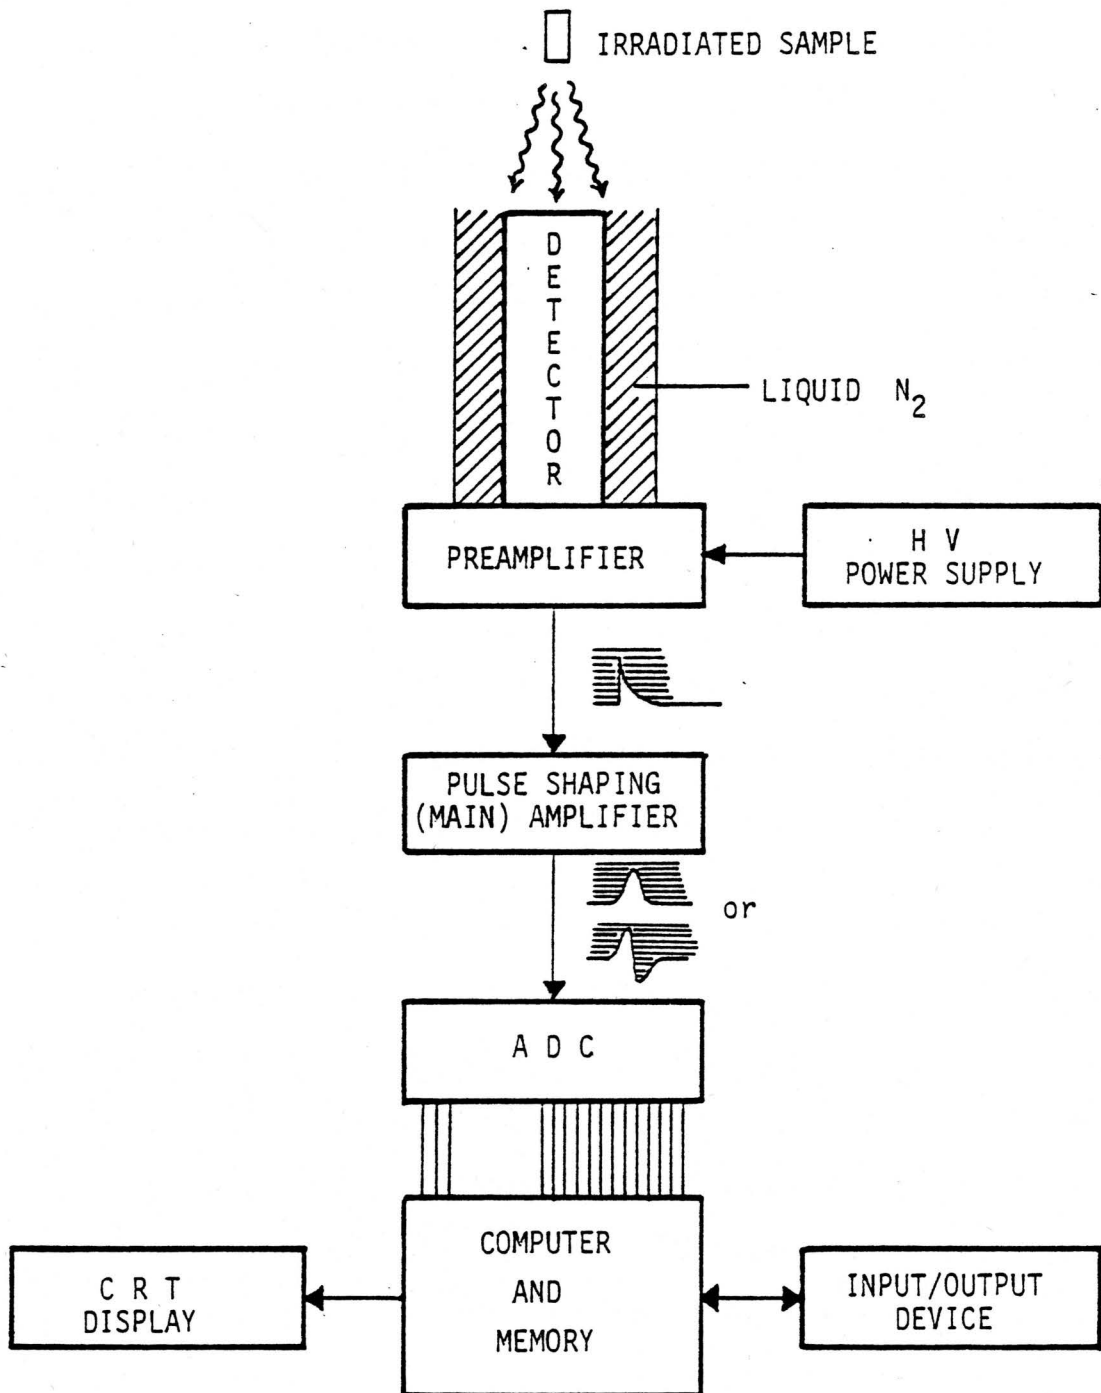 IRRADIATED SAMPLE
DETECTOR
LIQUID N2
PREAMPLIFIER
H V
POWER SUPPLY
PULSE SHAPING
(MAIN) AMPLIFIER
or
A D C
COMPUTER
AND
MEMORY
C R T
DISPLAY
INPUT/OUTPUT
DEVICE